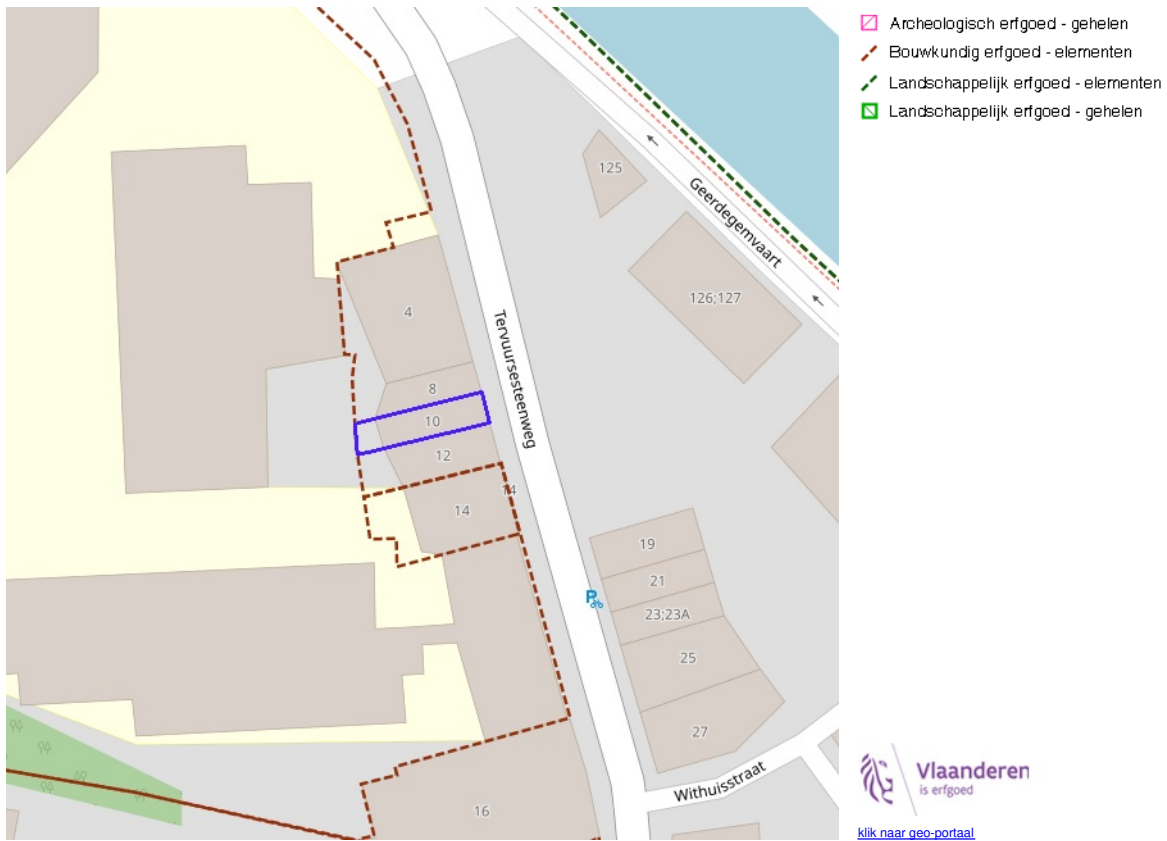 Archeologisch erfgoed - gehelen
Bouwkundig erfgoed - elementen
Landschappelijk erfgoed - elementen
Landschappelijk erfgoed - gehelen
125
Geerdegemvaart
126;127
4
Tervuursesteenweg
8
10
12
14
14
19
P
21
23;23A
25
27
Withuisstraat
16
Vlaanderen
is erfgoed
klik naar geo-portaal